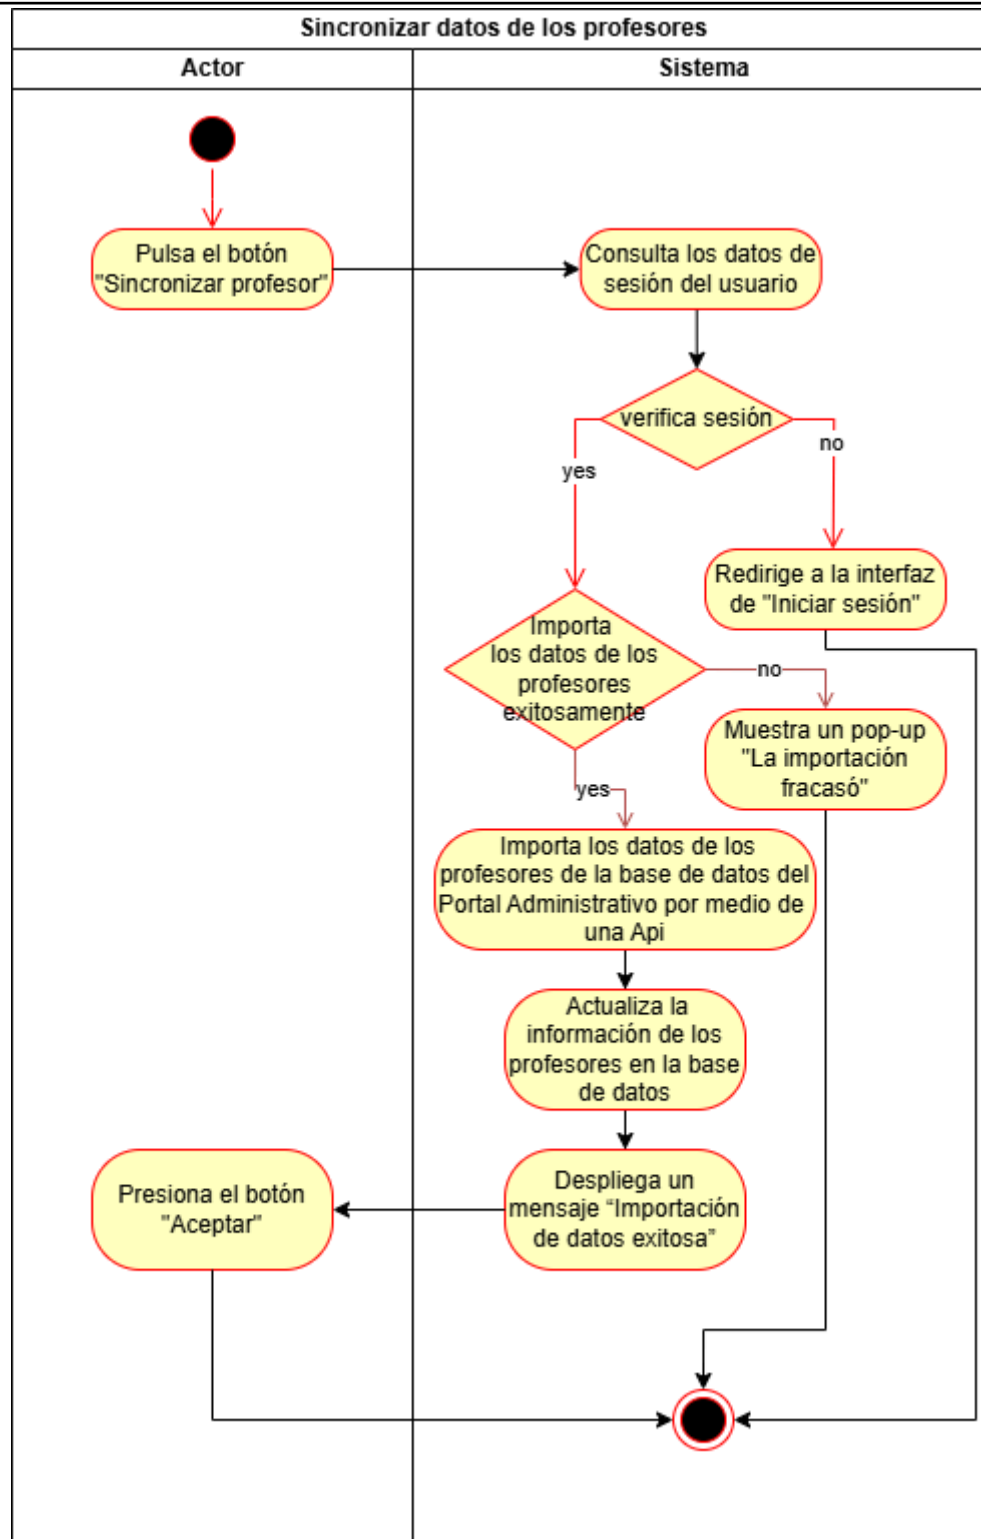 Sincronizar datos de los profesores
Actor
Sistema
Pulsa el botón
"Sincronizar profesor"
Consulta los datos de
sesión del usuario
verifica sesión
yes
no
Redirige a la interfaz
de "Iniciar sesión"
Importa
los datos de los
profesores
exitosamente
no
Muestra un pop-up
"La importación
fracasó"
yes
Importa los datos de los
profesores de la base de datos del
Portal Administrativo por medio de
una Api
Actualiza la
información de los
profesores en la base
de datos
Despliega un
mensaje “Importación
de datos exitosa”
Presiona el botón
"Aceptar"